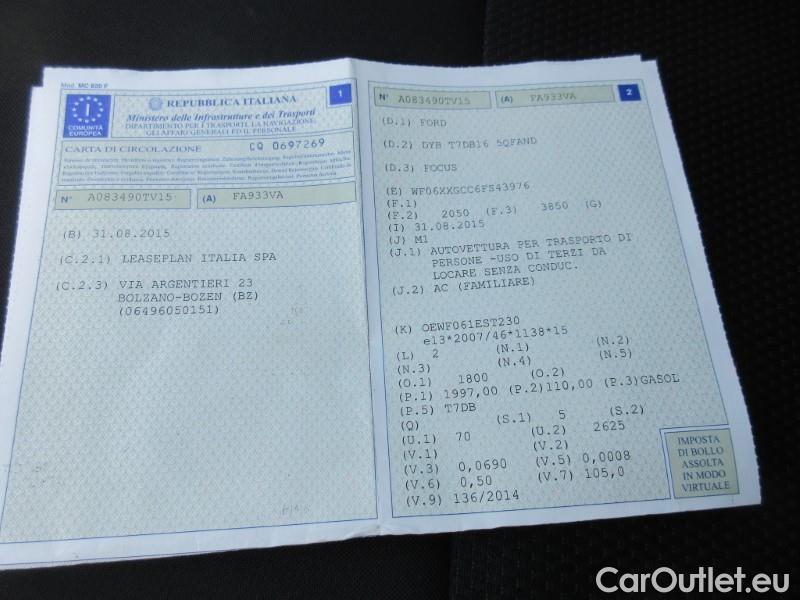 Mod. MC 820 F
REPUBBLICA ITALIANA
1
Ministero delle Infrastrutture e dei Trasporti
DIPARTIMENTO PER I TRASPORTI, LA NAVIGAZIONE,
GLI AFFARI GENERALI ED IL PERSONALE
I
COMUNITÀ
EUROPEA
CARTA DI CIRCOLAZIONE CQ 0697269
N° A083490TV15 (A) FA933VA
(B) 31.08.2015
(C.2.1) LEASEPLAN ITALIA SPA
(C.2.3) VIA ARGENTIERI 23
BOLZANO-BOZEN (BZ)
(06496050151)
N° A083490TV15 (A) FA933VA 2
(D.1) FORD
(D.2) DYB T7DB16 5QFAND
(D.3) FOCUS
(E) WF06XXGCC6FS43976
(F.1)
(F.2) 2050 (F.3) 3850 (G)
(I) 31.08.2015
(J) M1
(J.1) AUTOVETTURA PER TRASPORTO DI
PERSONE -USO DI TERZI DA
LOCARE SENZA CONDUC.
(J.2) AC (FAMILIARE)
(K) OEWF061EST230
e13*2007/46*1138*15
(L) 2 (N.1) (N.2)
(N.3) (N.4) (N.5)
(O.1) 1800 (O.2)
(P.1) 1997,00 (P.2)110,00 (P.3)GASOL
(P.5) T7DB
(Q) (S.1) 5 (S.2)
(U.1) 70 (U.2) 2625
(V.1) (V.2)
(V.3) 0,0690 (V.5) 0,0008
(V.6) 0,50 (V.7) 105,0
(V.9) 136/2014
IMPOSTA
DI BOLLO
ASSOLTA
IN MODO
VIRTUALE
CarOutlet.eu